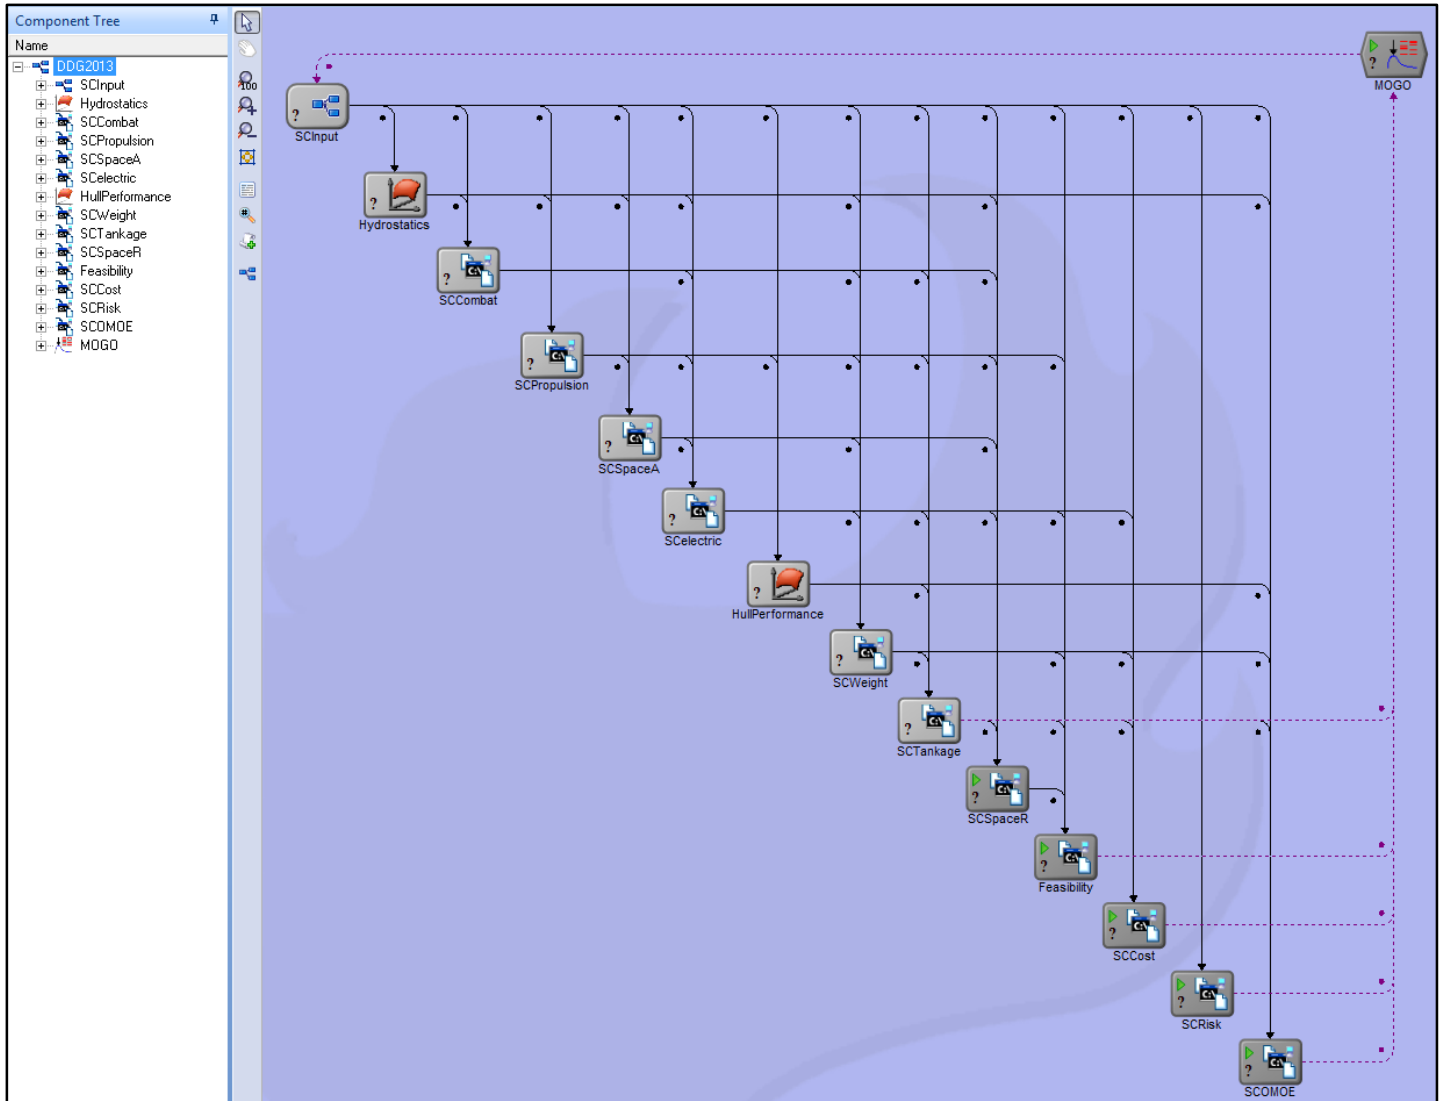 Component Tree
Name
DDG2013
SCInput
Hydrostatics
SCCombat
SCPropulsion
SCSpaceA
SCelectric
HullPerformance
SCWeight
SCTankage
SCSpaceR
Feasibility
SCCost
SCRisk
SCOMOE
MOGO
100
? MOGO
? SCInput
? Hydrostatics
? SCCombat
? SCPropulsion
? SCSpaceA
? SCelectric
? HullPerformance
? SCWeight
? SCTankage
? SCSpaceR
? Feasibility
? SCCost
? SCRisk
? SCOMOE